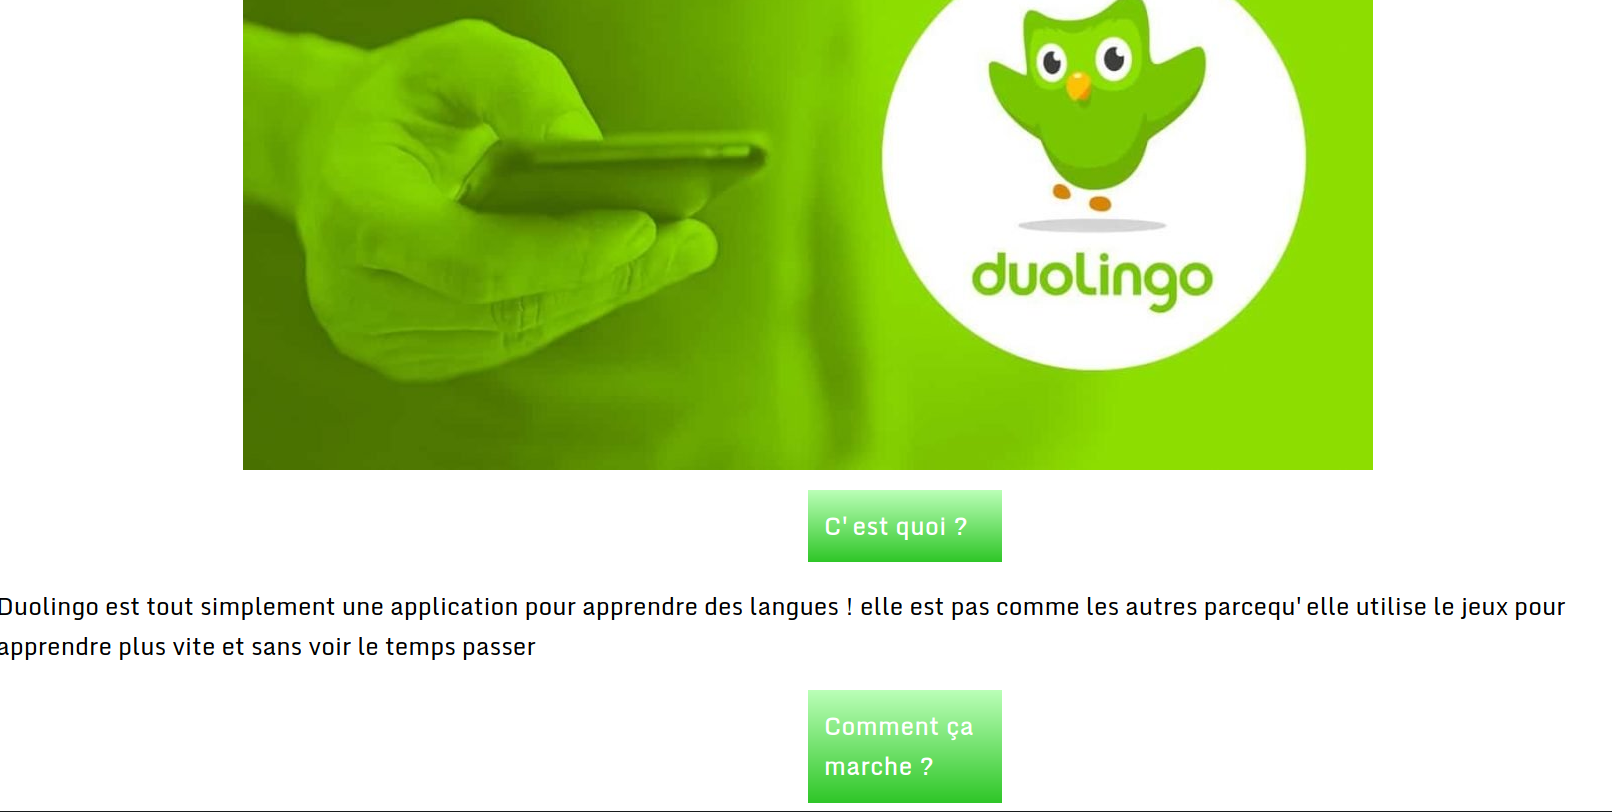 duolingo
C'est quoi ?
Duolingo est tout simplement une application pour apprendre des langues ! elle est pas comme les autres parcequ'elle utilise le jeux pour
apprendre plus vite et sans voir le temps passer
Comment ça
marche ?